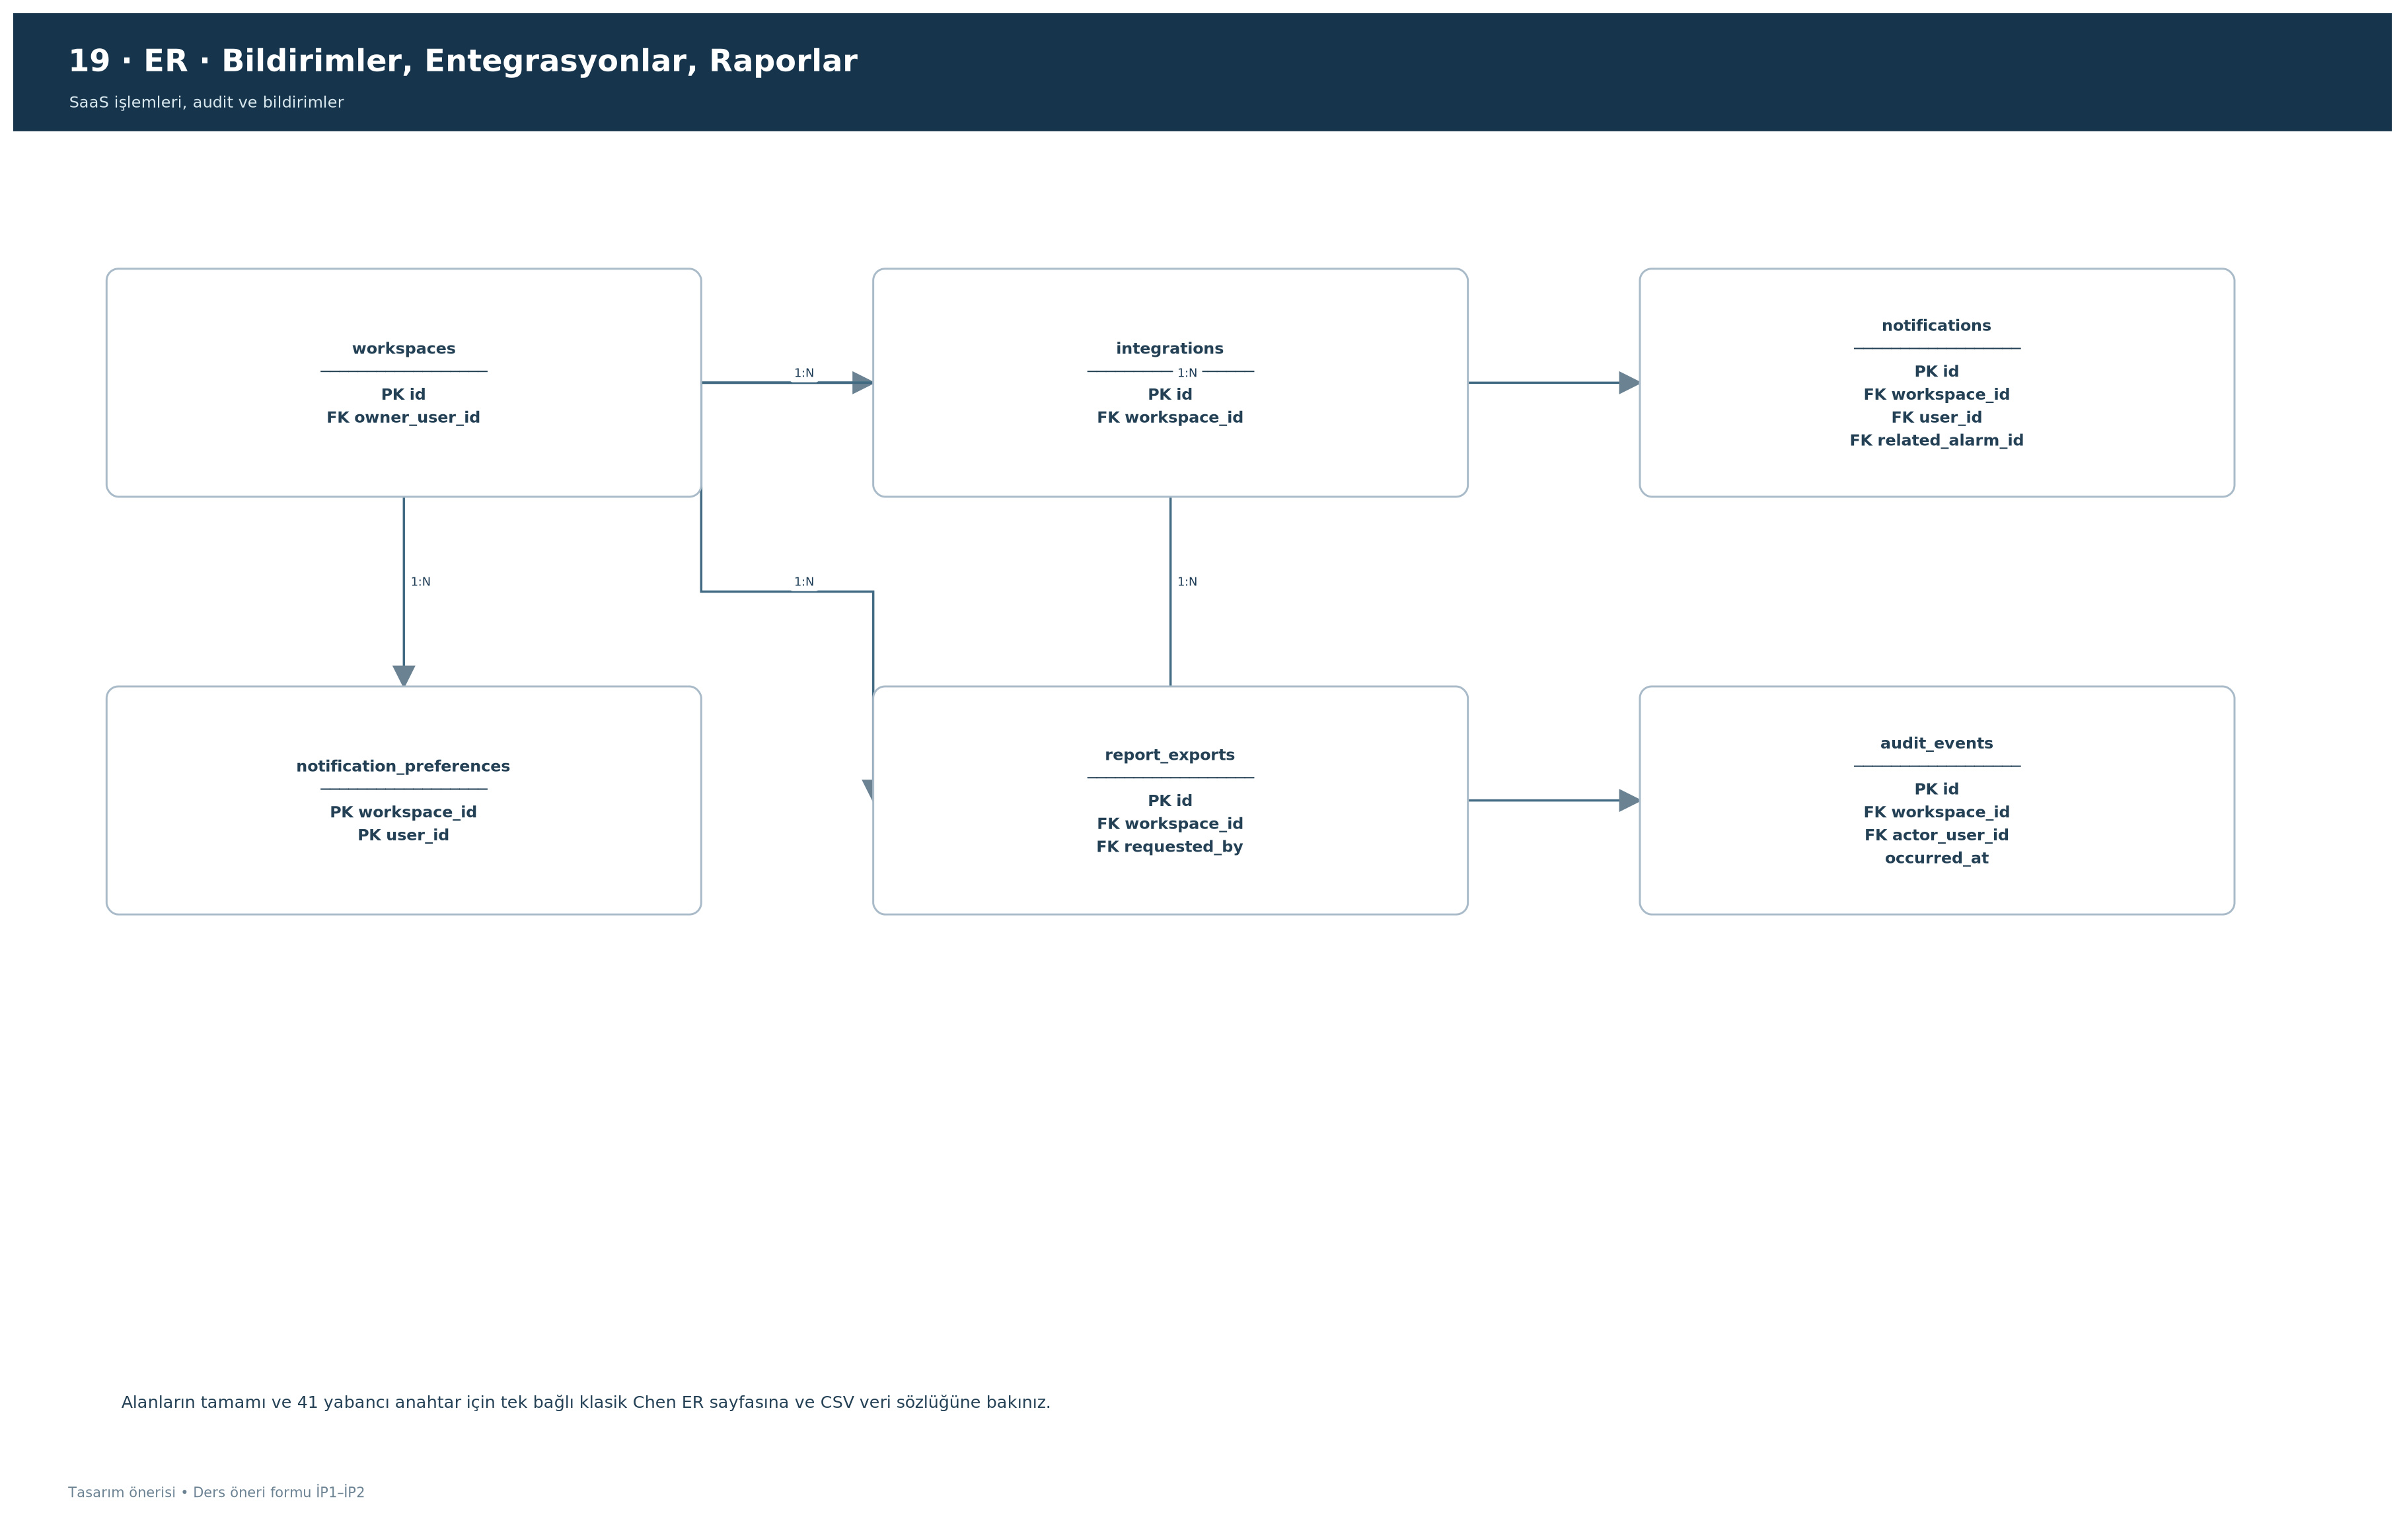 19 · ER · Bildirimler, Entegrasyonlar, Raporlar
SaaS işlemleri, audit ve bildirimler
workspaces
PK id
FK owner_user_id
1:N
integrations
1:N
PK id
FK workspace_id
notifications
PK id
FK workspace_id
FK user_id
FK related_alarm_id
1:N
1:N
1:N
notification_preferences
PK workspace_id
PK user_id
report_exports
PK id
FK workspace_id
FK requested_by
audit_events
PK id
FK workspace_id
FK actor_user_id
occurred_at
Alanların tamamı ve 41 yabancı anahtar için tek bağlı klasik Chen ER sayfasına ve CSV veri sözlüğüne bakınız.
Tasarım önerisi • Ders öneri formu İP1–İP2